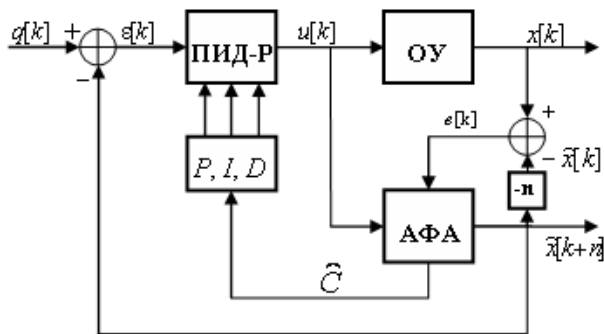 q[k]
+
ε[k]
−
ПИД-Р
u[k]
ОУ
x[k]
+
e[k]
− x̃[k]
P, I, D
-n
АФА
x̃[k+n]
Ĉ